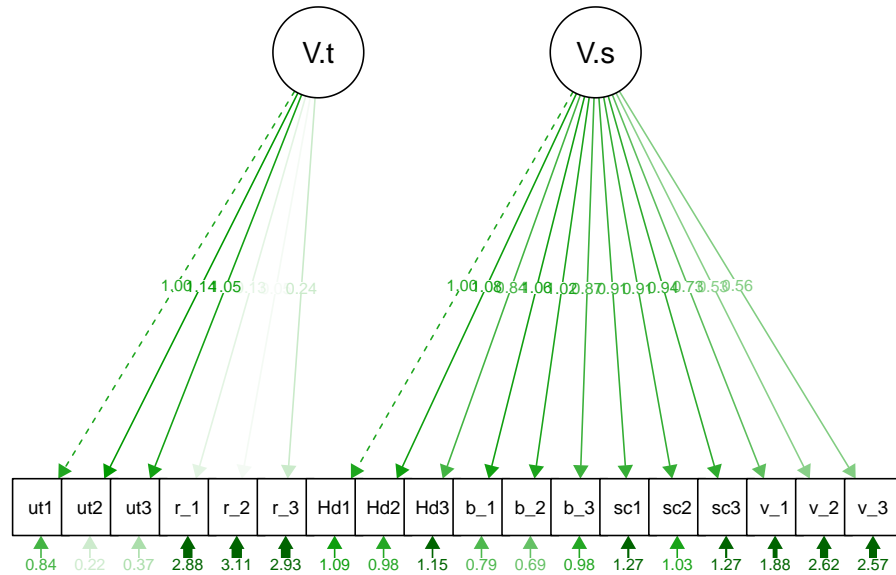 V.t V.s
1.00 1.14 1.05 0.13 0.24 1.00 1.08 0.84 1.06 1.02 0.87 0.91 0.91 0.94 0.73 0.53 0.56
ut1 ut2 ut3 r_1 r_2 r_3 Hd1 Hd2 Hd3 b_1 b_2 b_3 sc1 sc2 sc3 v_1 v_2 v_3
0.84 0.22 0.37 2.88 3.11 2.93 1.09 0.98 1.15 0.79 0.69 0.98 1.27 1.03 1.27 1.88 2.62 2.57